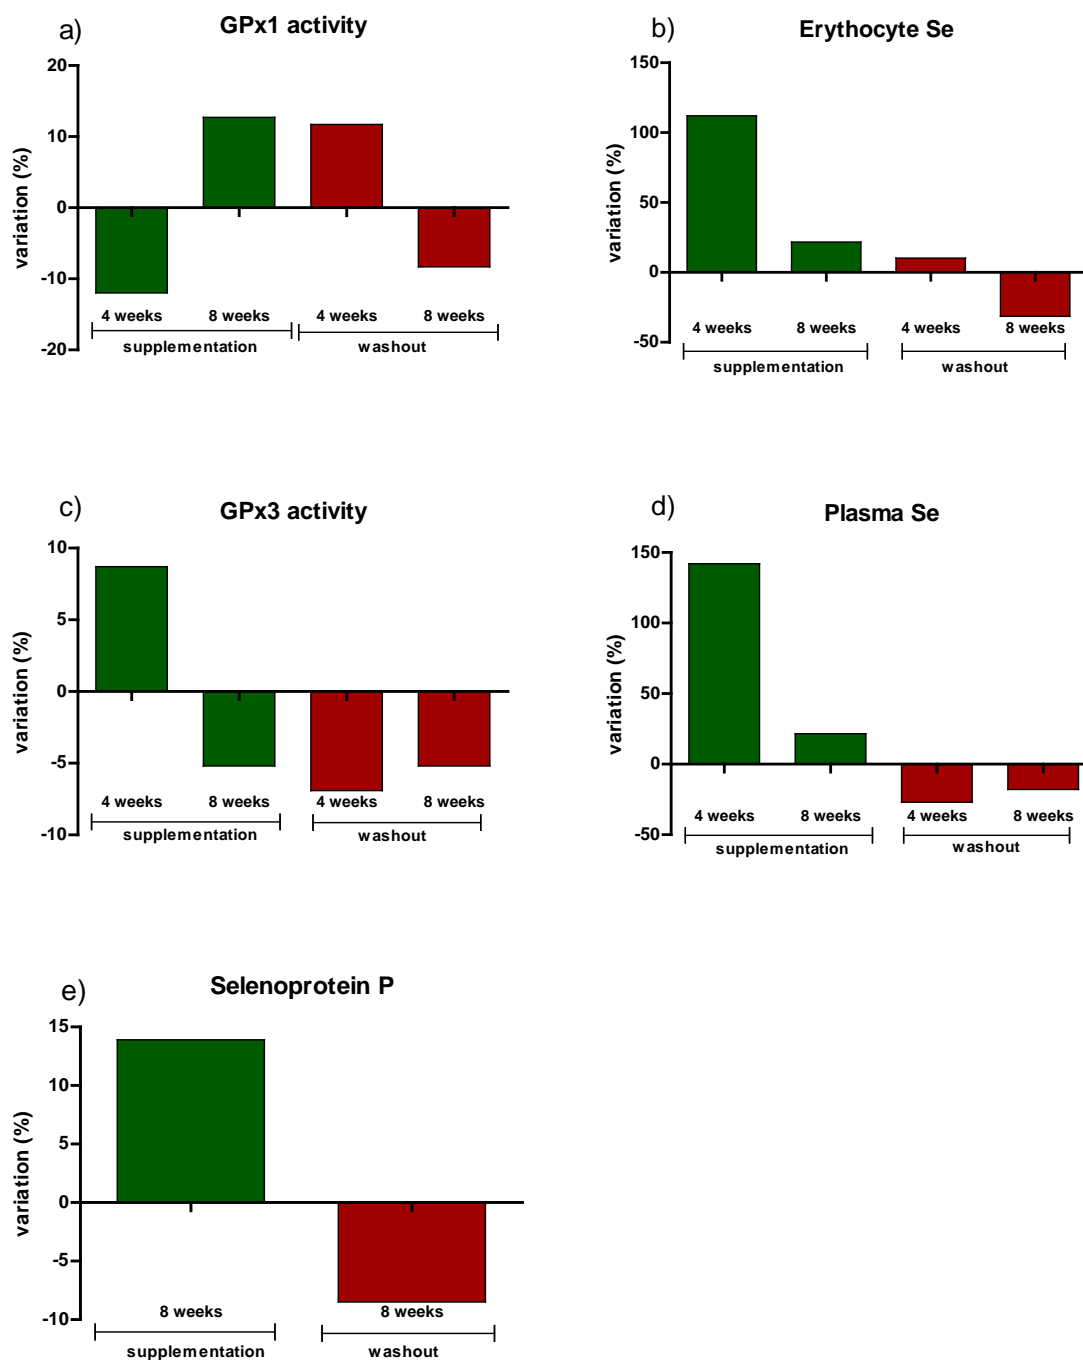 a)
GPx1 activity
variation (%)
20
10
0
-10
-20
4 weeks 8 weeks 4 weeks 8 weeks
supplementation washout
b)
Erythocyte Se
variation (%)
150
100
50
0
-50
4 weeks 8 weeks 4 weeks 8 weeks
supplementation washout
c)
GPx3 activity
variation (%)
10
5
0
-5
-10
4 weeks 8 weeks 4 weeks 8 weeks
supplementation washout
d)
Plasma Se
variation (%)
150
100
50
0
-50
4 weeks 8 weeks 4 weeks 8 weeks
supplementation washout
e)
Selenoprotein P
variation (%)
15
10
5
0
-5
-10
8 weeks 8 weeks
supplementation washout